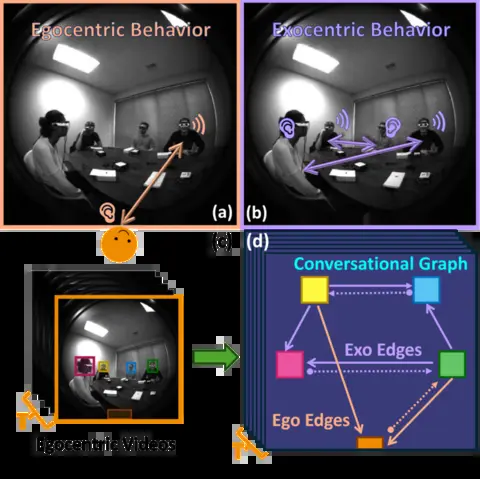 Egocentric Behavior
Exocentric Behavior
(a)
(b)
(c)
(d)
Conversational Graph
Exo Edges
Ego Edges
Egocentric Videos